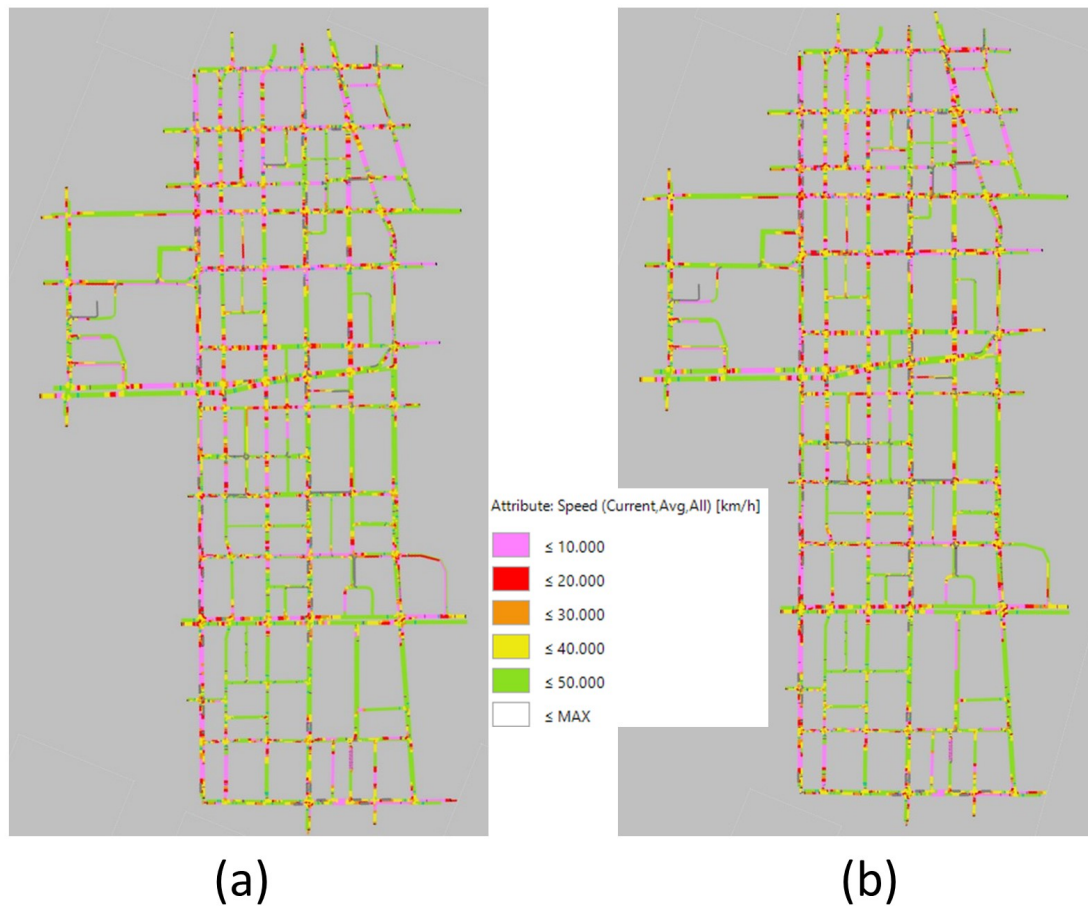 Attribute: Speed (Current,Avg,All) [km/h]
≤ 10.000
≤ 20.000
≤ 30.000
≤ 40.000
≤ 50.000
≤ MAX
(a)
(b)